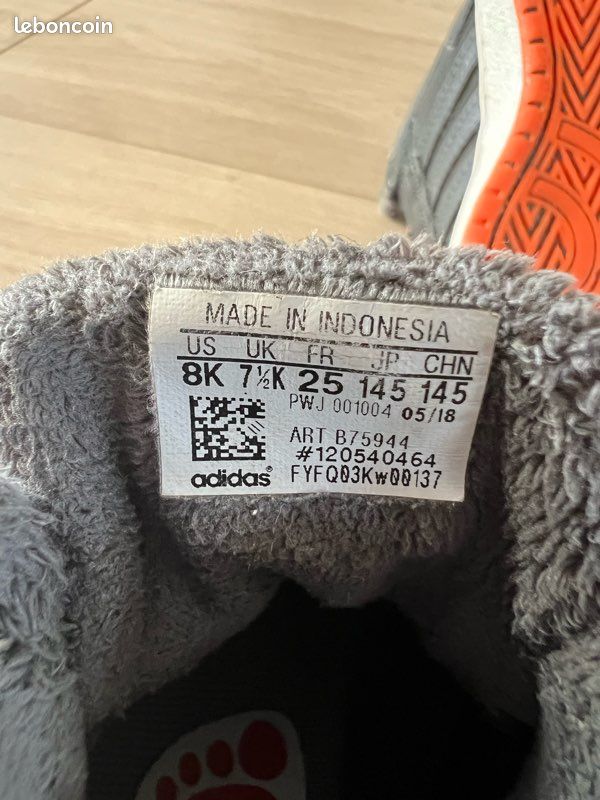 leboncoin
MADE IN INDONESIA
US UK FR JP CHN
8K 7½K 25 145 145
PWJ 001004 05/18
ART B75944
#120540464
adidas® FYFQ03Kw00137